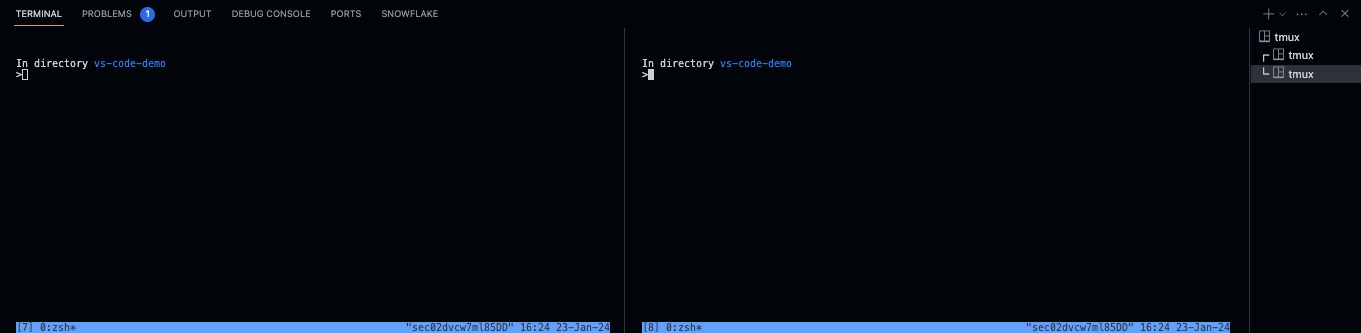 TERMINAL PROBLEMS 1 OUTPUT DEBUG CONSOLE PORTS SNOWFLAKE
In directory vs-code-demo
>
[7] 0:zsh* "sec02dvcw7ml85DD" 16:24 23-Jan-24
In directory vs-code-demo
>
[8] 0:zsh* "sec02dvcw7ml85DD" 16:24 23-Jan-24
tmux
tmux
tmux